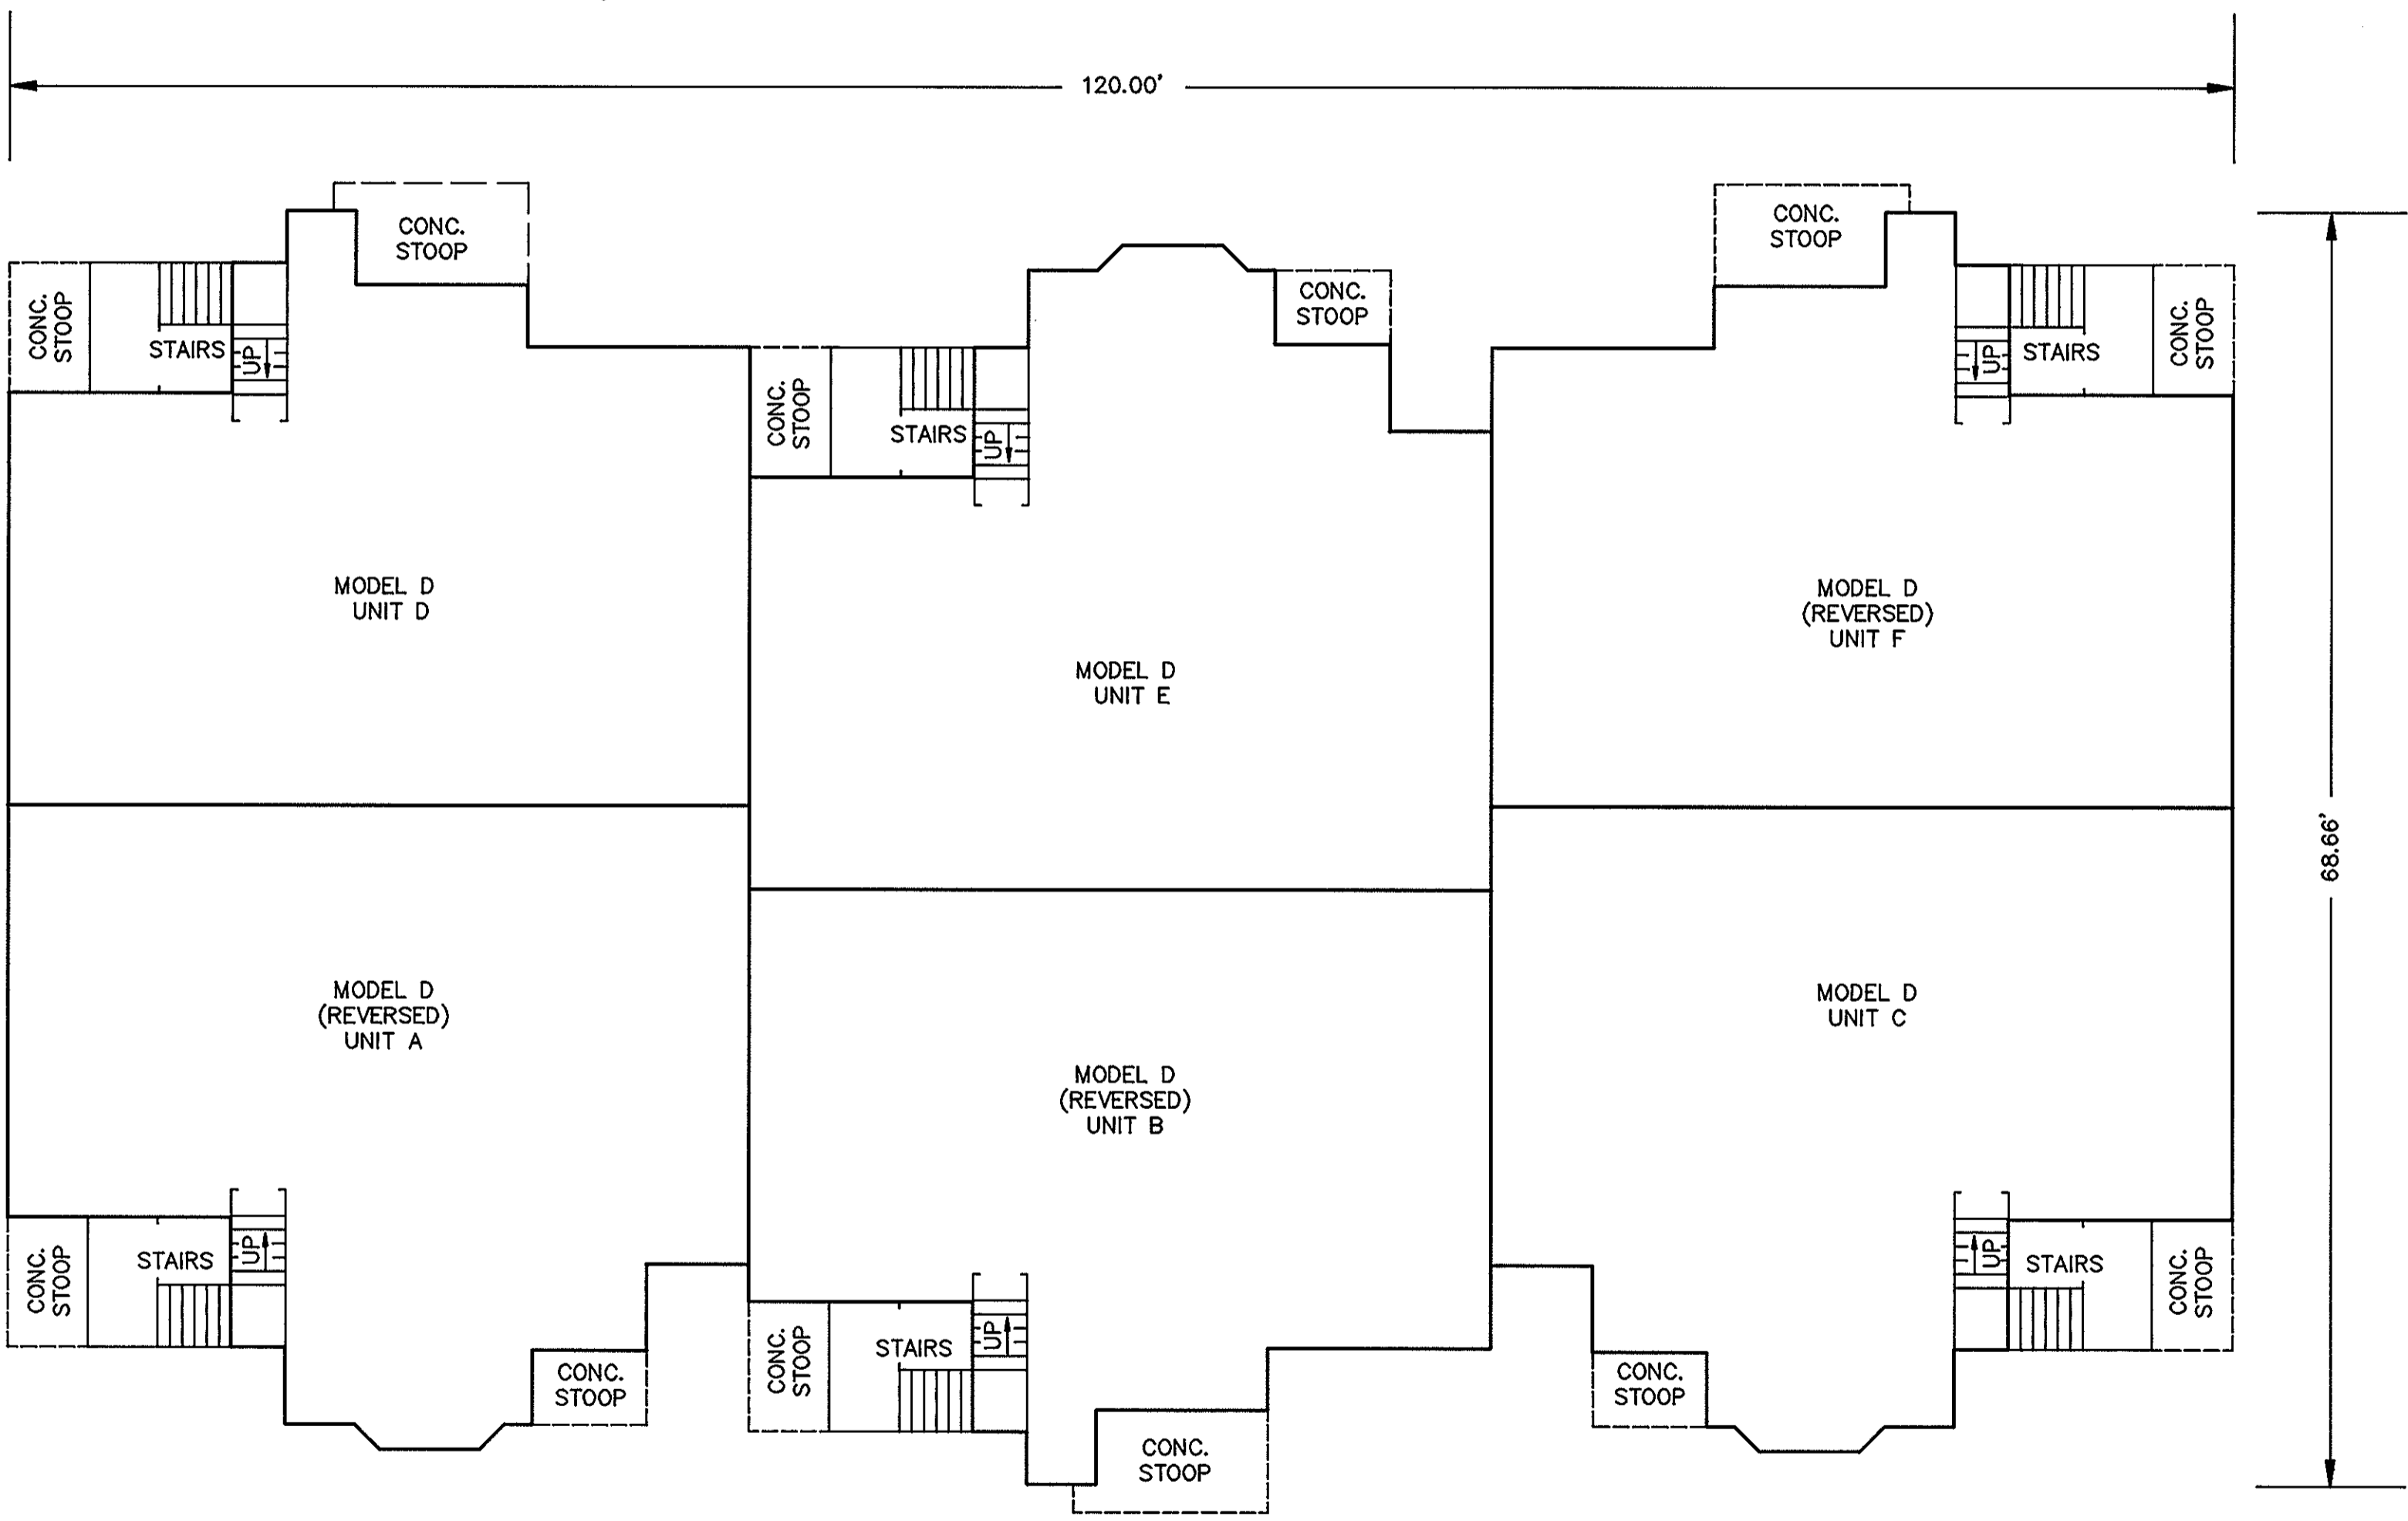 120.00'
CONC.
STOOP
CONC.
STOOP
CONC.
STOOP
STAIRS
UP
CONC.
STOOP
STAIRS
UP
CONC.
STOOP
CONC.
STOOP
STAIRS
UP
CONC.
STOOP
MODEL D
UNIT D
MODEL D
UNIT E
MODEL D
(REVERSED)
UNIT F
68.66'
MODEL D
(REVERSED)
UNIT A
MODEL D
(REVERSED)
UNIT B
MODEL D
UNIT C
CONC.
STOOP
STAIRS
UP
CONC.
STOOP
CONC.
STOOP
STAIRS
UP
CONC.
STOOP
CONC.
STOOP
UP
STAIRS
CONC.
STOOP